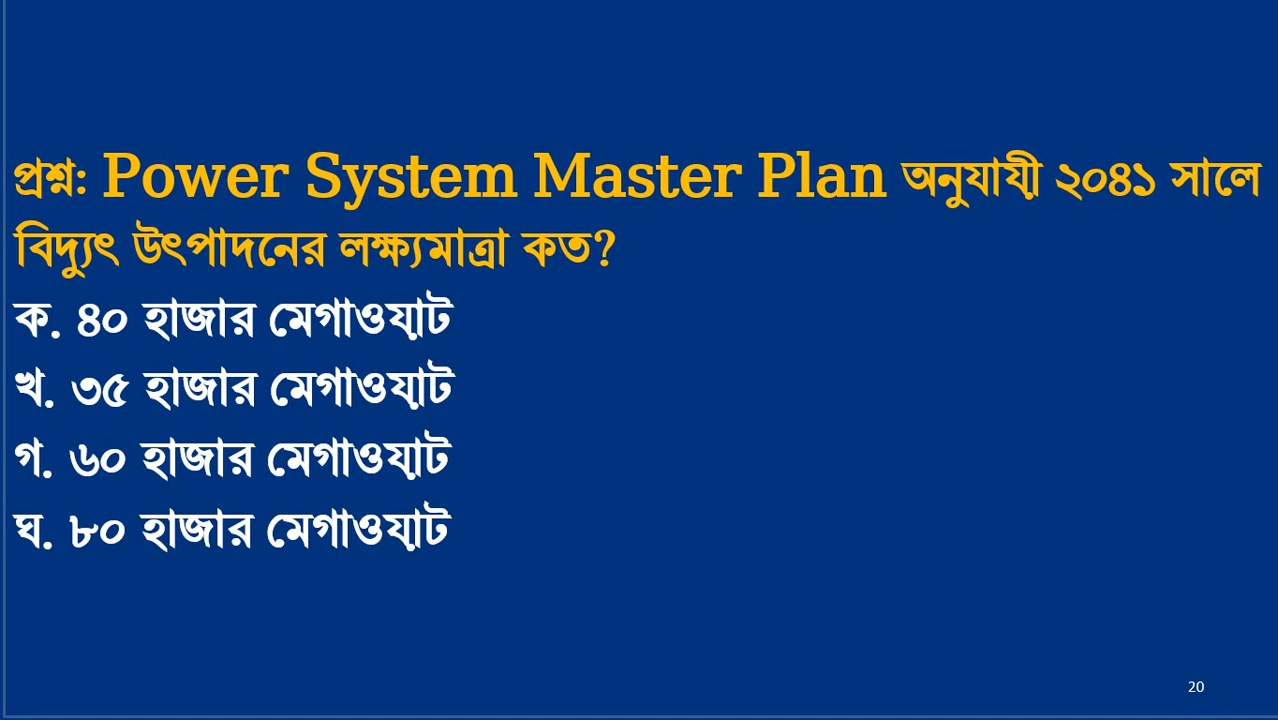 প্রশ্ন: Power System Master Plan অনুযায়ী ২০৪১ সালে
বিদ্যুৎ উৎপাদনের লক্ষ্যমাত্রা কত?
ক. ৪০ হাজার মেগাওয়াট
খ. ৩৫ হাজার মেগাওয়াট
গ. ৬০ হাজার মেগাওয়াট
ঘ. ৮০ হাজার মেগাওয়াট
20